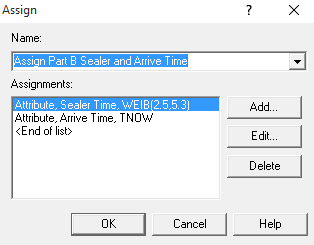 Assign
?
Name:
Assign Part B Sealer and Arrive Time
Assignments:
Attribute, Sealer Time, WEIB(2.5,5.3)
Attribute, Arrive Time, TNOW
<End of list>
Add...
Edit...
Delete
OK
Cancel
Help